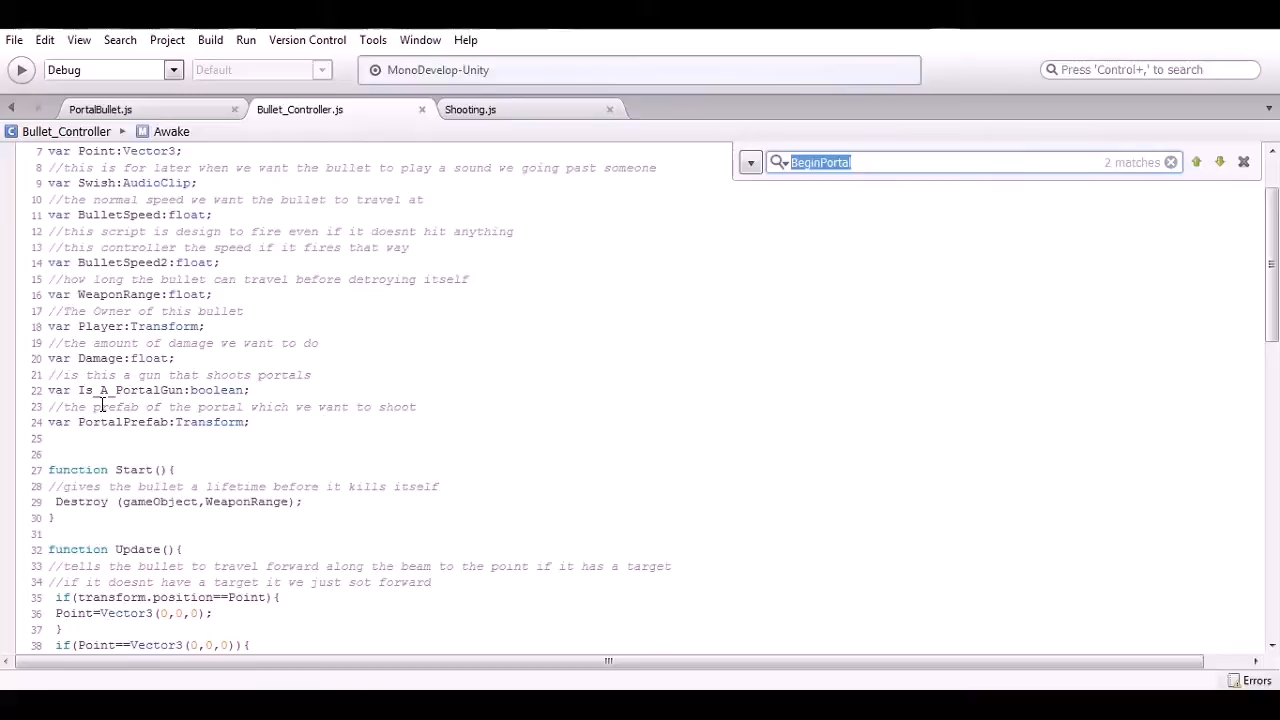 File Edit View Search Project Build Run Version Control Tools Window Help
Debug Default MonoDevelop-Unity Press 'Control+,' to search
PortalBullet.js Bullet_Controller.js Shooting.js
C Bullet_Controller M Awake
BeginPortal 2 matches
7 var Point:Vector3;
8 //this is for later when we want the bullet to play a sound we going past someone
9 var Swish:AudioClip;
10 //the normal speed we want the bullet to travel at
11 var BulletSpeed:float;
12 //this script is design to fire even if it doesnt hit anything
13 //this controller the speed if it fires that way
14 var BulletSpeed2:float;
15 //how long the bullet can travel before detroying itself
16 var WeaponRange:float;
17 //The Owner of this bullet
18 var Player:Transform;
19 //the amount of damage we want to do
20 var Damage:float;
21 //is this a gun that shoots portals
22 var Is_A_PortalGun:boolean;
23 //the prefab of the portal which we want to shoot
24 var PortalPrefab:Transform;
25
26
27 function Start(){
28 //gives the bullet a lifetime before it kills itself
29 Destroy (gameObject,WeaponRange);
30 }
31
32 function Update(){
33 //tells the bullet to travel forward along the beam to the point if it has a target
34 //if it doesnt have a target it we just sot forward
35 if(transform.position==Point){
36 Point=Vector3(0,0,0);
37 }
38 if(Point==Vector3(0,0,0)){
Errors